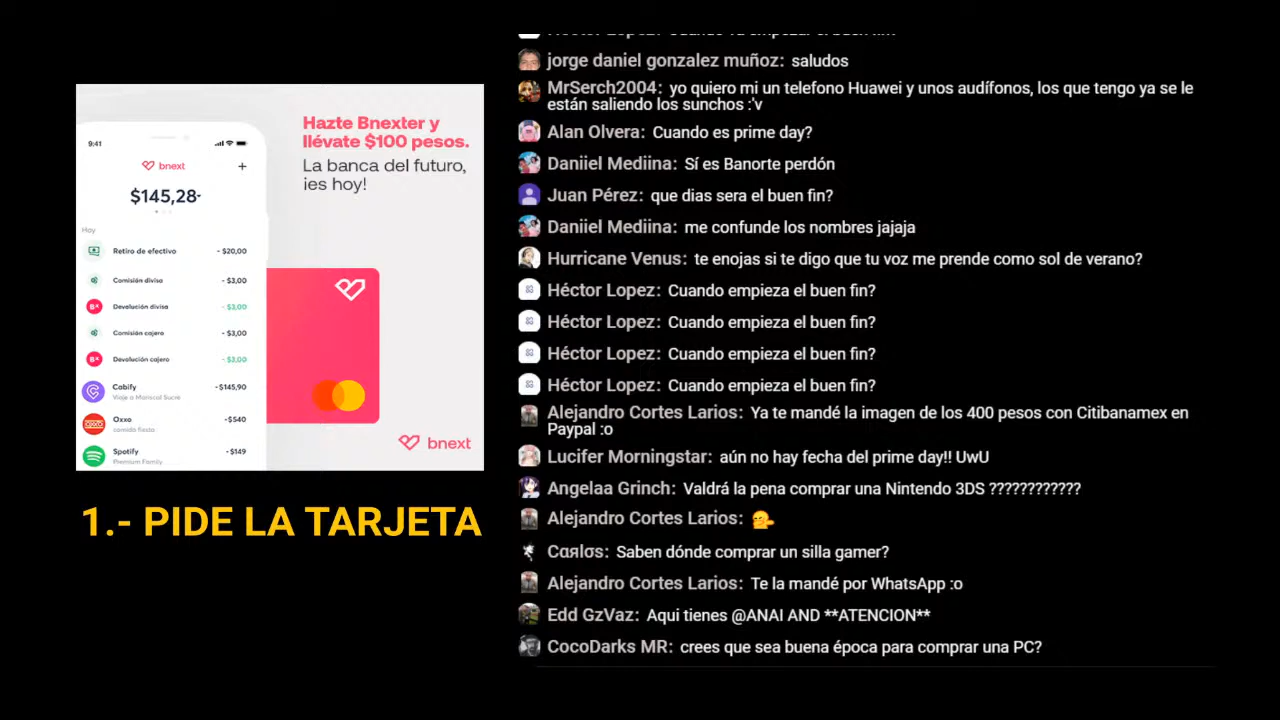 9:41
bnext
$145,28
Hoy
Retiro de efectivo - $20,00
Comisión divisa - $3,00
Devolución divisa - $3,00
Comisión cajero - $3,00
Devolución cajero - $3,00
Cabify -$145,90
Viaje a Mariscal Sucre
Oxxo -$540
comida fiesta
Spotify -$149
Premium Family
Hazte Bnexter y
llévate $100 pesos.
La banca del futuro,
¡es hoy!
bnext
1.- PIDE LA TARJETA
jorge daniel gonzalez muñoz: saludos
MrSerch2004: yo quiero mi un telefono Huawei y unos audífonos, los que tengo ya se le
están saliendo los sunchos :'v
Alan Olvera: Cuando es prime day?
Daniiel Mediina: Sí es Banorte perdón
Juan Pérez: que dias sera el buen fin?
Daniiel Mediina: me confunde los nombres jajaja
Hurricane Venus: te enojas si te digo que tu voz me prende como sol de verano?
Héctor Lopez: Cuando empieza el buen fin?
Héctor Lopez: Cuando empieza el buen fin?
Héctor Lopez: Cuando empieza el buen fin?
Héctor Lopez: Cuando empieza el buen fin?
Alejandro Cortes Larios: Ya te mandé la imagen de los 400 pesos con Citibanamex en
Paypal :o
Lucifer Morningstar: aún no hay fecha del prime day!! UwU
Angelaa Grinch: Valdrá la pena comprar una Nintendo 3DS ????????????
Alejandro Cortes Larios:
Cαяlσs: Saben dónde comprar un silla gamer?
Alejandro Cortes Larios: Te la mandé por WhatsApp :o
Edd GzVaz: Aqui tienes @ANAI AND **ATENCION**
CocoDarks MR: crees que sea buena época para comprar una PC?